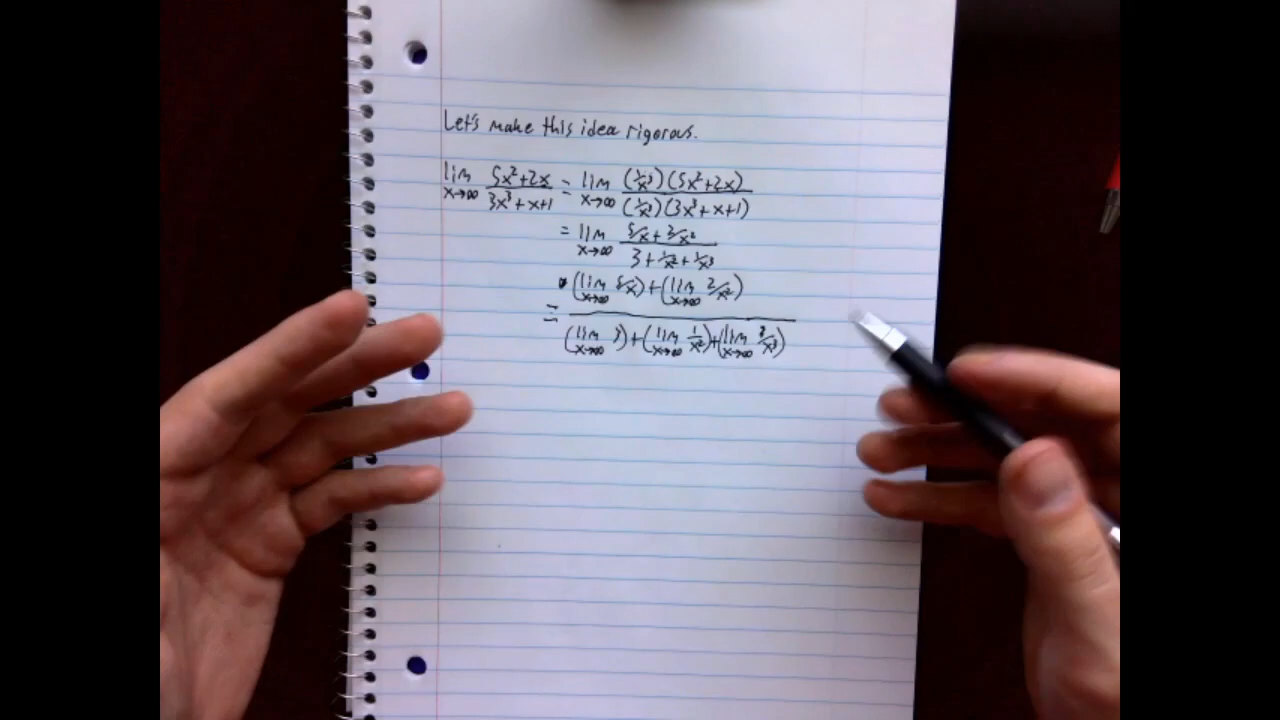 Let's make this idea rigorous.
lim x→∞ (5x²+2x)/(3x³+x+1) = lim x→∞ (1/x³)(5x²+2x)/(1/x³)(3x³+x+1)
= lim x→∞ (5/x + 2/x²)/(3 + 1/x² + 1/x³)
= ((lim x→∞ 5/x) + (lim x→∞ 2/x²))/((lim x→∞ 3) + (lim x→∞ 1/x²) + (lim x→∞ /x³))